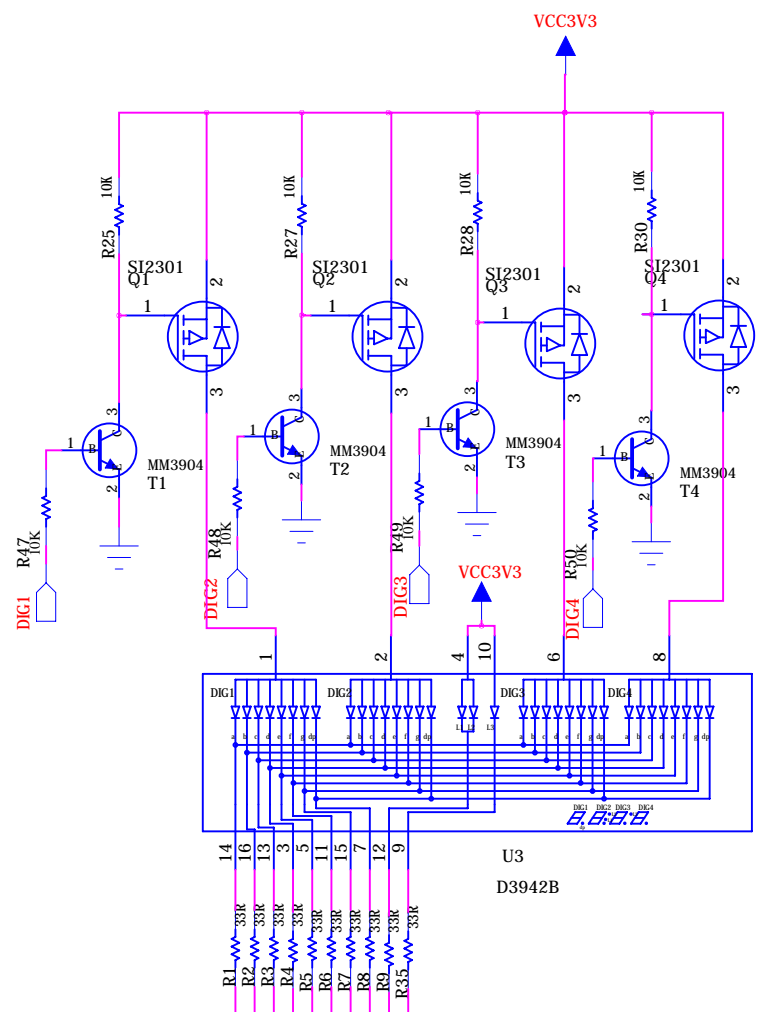 VCC3V3
10K
10K
10K
10K
R25
R27
R28
R30
SI2301
Q1
SI2301
Q2
SI2301
Q3
SI2301
Q4
1
2
1
2
1
2
1
2
3
3
3
3
3
C
1
B
2
MM3904
T1
3
C
1
B
2
MM3904
T2
3
C
1
B
2
MM3904
T3
3
C
1
B
2
MM3904
T4
R47
10K
R48
10K
R49
10K
R50
10K
DIG1
DIG2
DIG3
DIG4
VCC3V3
1
2
4
10
6
8
DIG1
DIG2
DIG3
DIG4
L1
L2
L3
a b c d e f g dp
a b c d e f g dp
a b c d e f g dp
a b c d e f g dp
DIG1 DIG2 DIG3 DIG4
dp
14
16
13
3
5
11
15
7
12
9
U3
D3942B
33R
33R
33R
33R
33R
33R
33R
33R
33R
33R
R1
R2
R3
R4
R5
R6
R7
R8
R9
R35